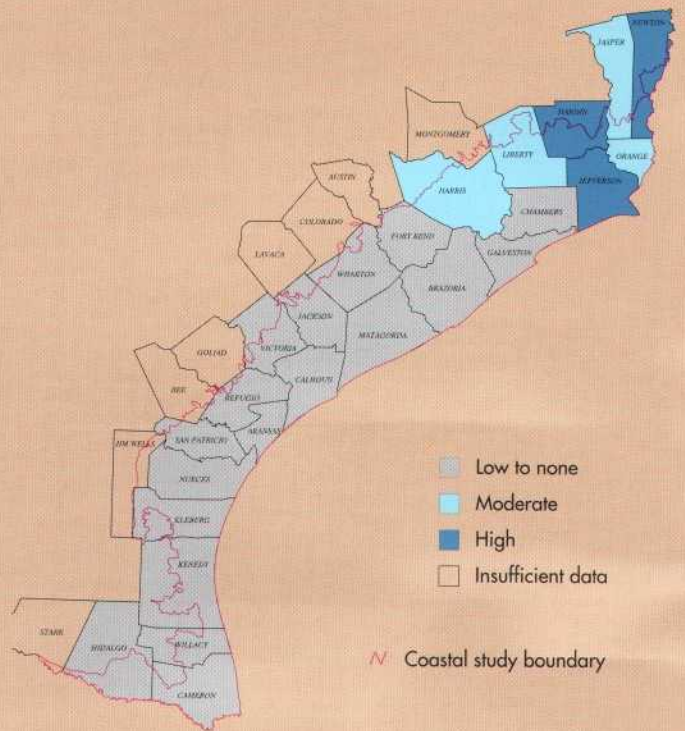 NEWTON
JASPER
HARDIN
MONTGOMERY
LIBERTY
ORANGE
AUSTIN
HARRIS
JEFFERSON
COLORADO
CHAMBERS
FORT BEND
LAVACA
GALVESTON
WHARTON
BRAZORIA
JACKSON
MATAGORDA
GOLIAD
VICTORIA
CALHOUN
BEE
REFUGIO
ARANSAS
JIM WELLS
SAN PATRICIO
NUECES
KLEBURG
KENEDY
STARR
HIDALGO
WILLACY
CAMERON
Low to none
Moderate
High
Insufficient data
Coastal study boundary